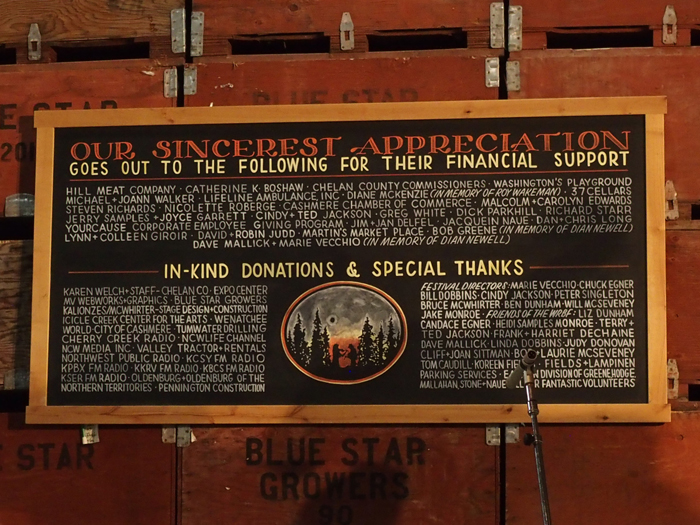 BLUE STAR
E STAR
201
OUR SINCEREST APPRECIATION
GOES OUT TO THE FOLLOWING FOR THEIR FINANCIAL SUPPORT
HILL MEAT COMPANY · CATHERINE K· BOSHAW · CHELAN COUNTY COMMISSIONERS · WASHINGTON'S PLAYGROUND
MICHAEL + JOANN WALKER · LIFELINE AMBULANCE, INC · DIANE MCKENZIE (IN MEMORY OF ROY WAKEMAN) · 37 CELLARS
STEVEN RICHARDS · NICOLETTE ROBERGE · CASHMERE CHAMBER OF COMMERCE · MALCOLM + CAROLYN EDWARDS
JERRY SAMPLES + JOYCE GARRETT · CINDY + TED JACKSON · GREG WHITE · DICK PARKHILL · RICHARD STARR
YOURCAUSE CORPORATE EMPLOYEE GIVING PROGRAM · JIM + JAN DELFEL · JACQUELIN NAUE · DAN + CHRIS LONG
LYNN + COLLEEN GIROIR · DAVID + ROBIN JUDD · MARTIN'S MARKET PLACE · BOB GREENE (IN MEMORY OF DIAN NEWELL)
DAVE MALLICK + MARIE VECCHIO (IN MEMORY OF DIAN NEWELL)
IN-KIND DONATIONS & SPECIAL THANKS
KAREN WELCH + STAFF - CHELAN CO· EXPO CENTER
MV WEBWORKS + GRAPHICS · BLUE STAR GROWERS
KALIONZES/MCWHIRTER - STAGE DESIGN + CONSTRUCTION
ICICLE CREEK CENTER FOR THE ARTS · WENATCHEE
WORLD · CITY OF CASHMERE · TUMWATER DRILLING
CHERRY CREEK RADIO · NCWLIFE CHANNEL
NCW MEDIA INC · VALLEY TRACTOR + RENTALS
NORTHWEST PUBLIC RADIO · KCSY FM RADIO
KPBX FM RADIO · KKRV FM RADIO · KBCS FM RADIO
KSER FM RADIO · OLDENBURG + OLDENBURG OF THE
NORTHERN TERRITORIES · PENNINGTON CONSTRUCTION
FESTIVAL DIRECTORS: MARIE VECCHIO · CHUCK EGNER
BILL DOBBINS · CINDY JACKSON · PETER SINGLETON
BRUCE MCWHIRTER · BEN DUNHAM · WILL MCSEVENEY
JAKE MONROE · FRIENDS OF THE WRBF: LIZ DUNHAM
CANDACE EGNER · HEIDI SAMPLES MONROE · TERRY +
TED JACKSON · FRANK + HARRIET DECHAINE
DAVE MALLICK · LINDA DOBBINS · JUDY DONOVAN
CLIFF + JOAN SITTMAN · BOB LAURIE MCSEVENEY
TOM CAUDILL · KOREEN · FIELDS + LAMPINEN
PARKING SERVICES · DIVISION OF GREENE HODGE,
MALLAHAN, STONE + NAUE · FANTASTIC VOLUNTEERS
STAR
BLUE STAR
GROWERS
90